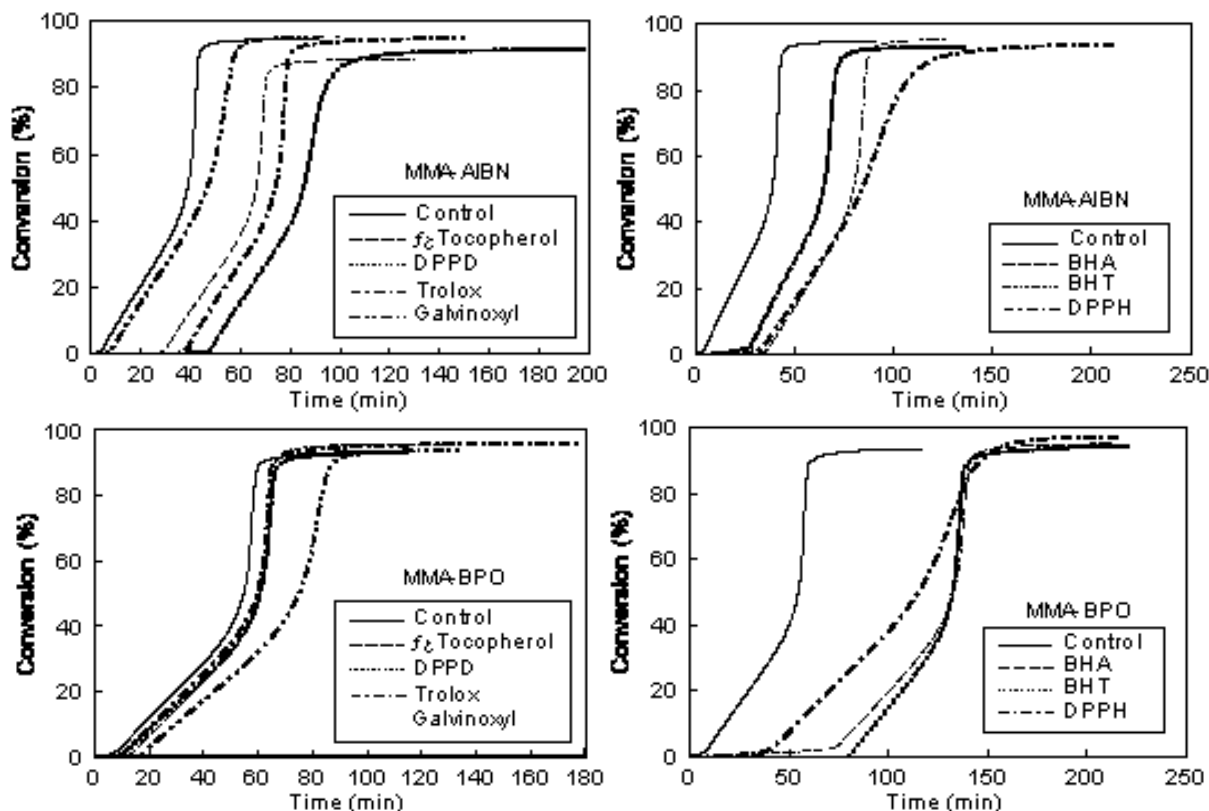 100
80
60
40
20
0
Conversion (%)
MMA-AIBN
Control
ƒ¿Tocopherol
DPPD
Trolox
Galvinoxyl
0 20 40 60 80 100 120 140 160 180 200
Time (min)
100
80
60
40
20
0
Conversion (%)
MMA-AIBN
Control
BHA
BHT
DPPH
0 50 100 150 200 250
Time (min)
100
80
60
40
20
0
Conversion (%)
MMA-BPO
Control
ƒ¿Tocopherol
DPPD
Trolox
Galvinoxyl
0 20 40 60 80 100 120 140 160 180
Time (min)
100
80
60
40
20
0
Conversion (%)
MMA-BPO
Control
BHA
BHT
DPPH
0 50 100 150 200 250
Time (min)